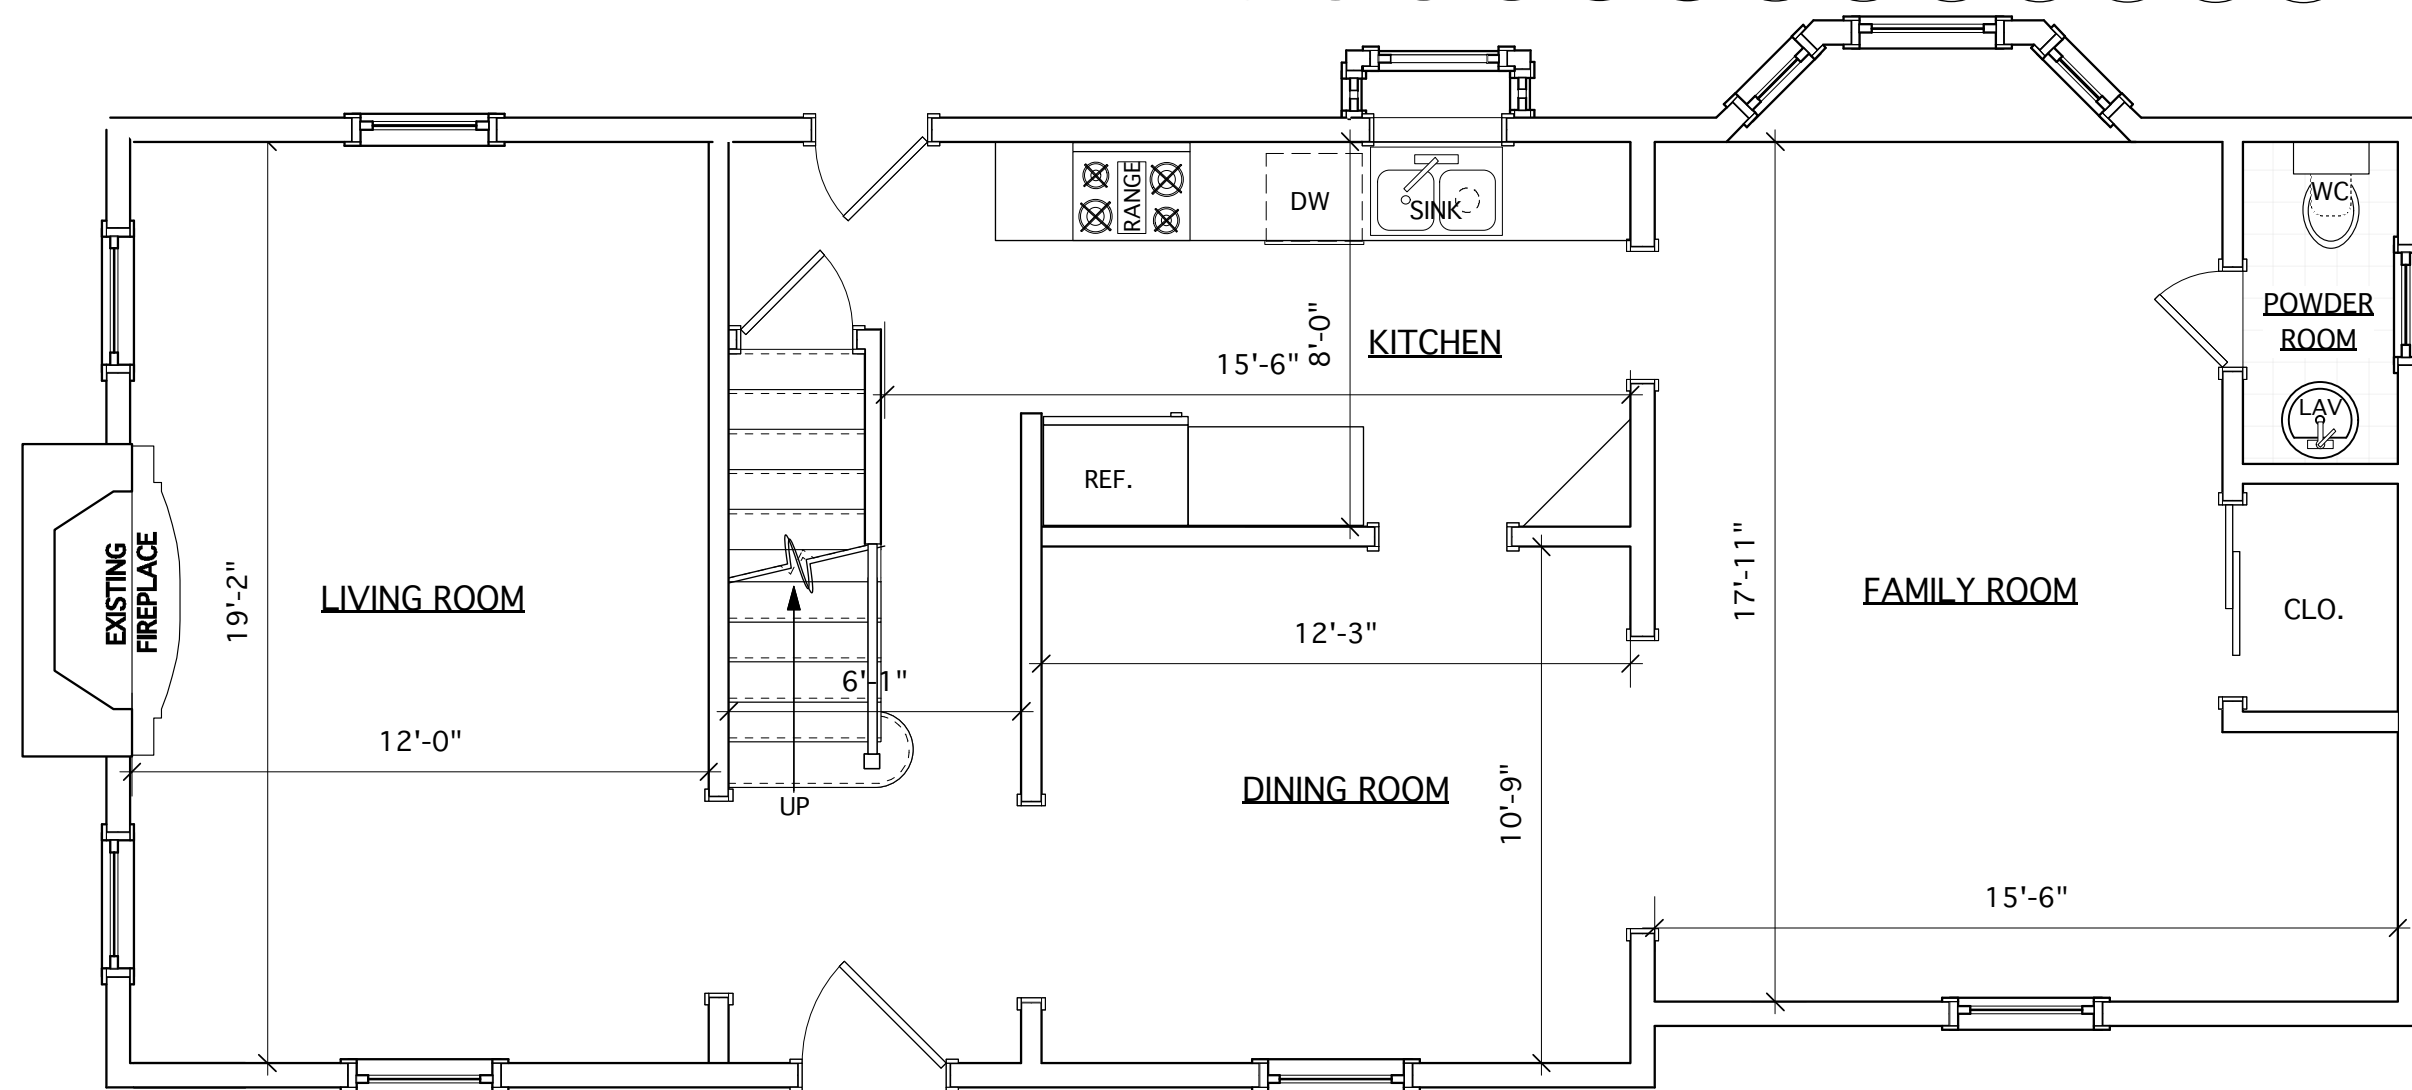 RANGE
DW
SINK
WC
POWDER
ROOM
LAV
KITCHEN
15'-6"
8'-0"
REF.
EXISTING
FIREPLACE
19'-2"
LIVING ROOM
12'-0"
6'-1"
UP
12'-3"
DINING ROOM
10'-9"
17'-11"
FAMILY ROOM
CLO.
15'-6"